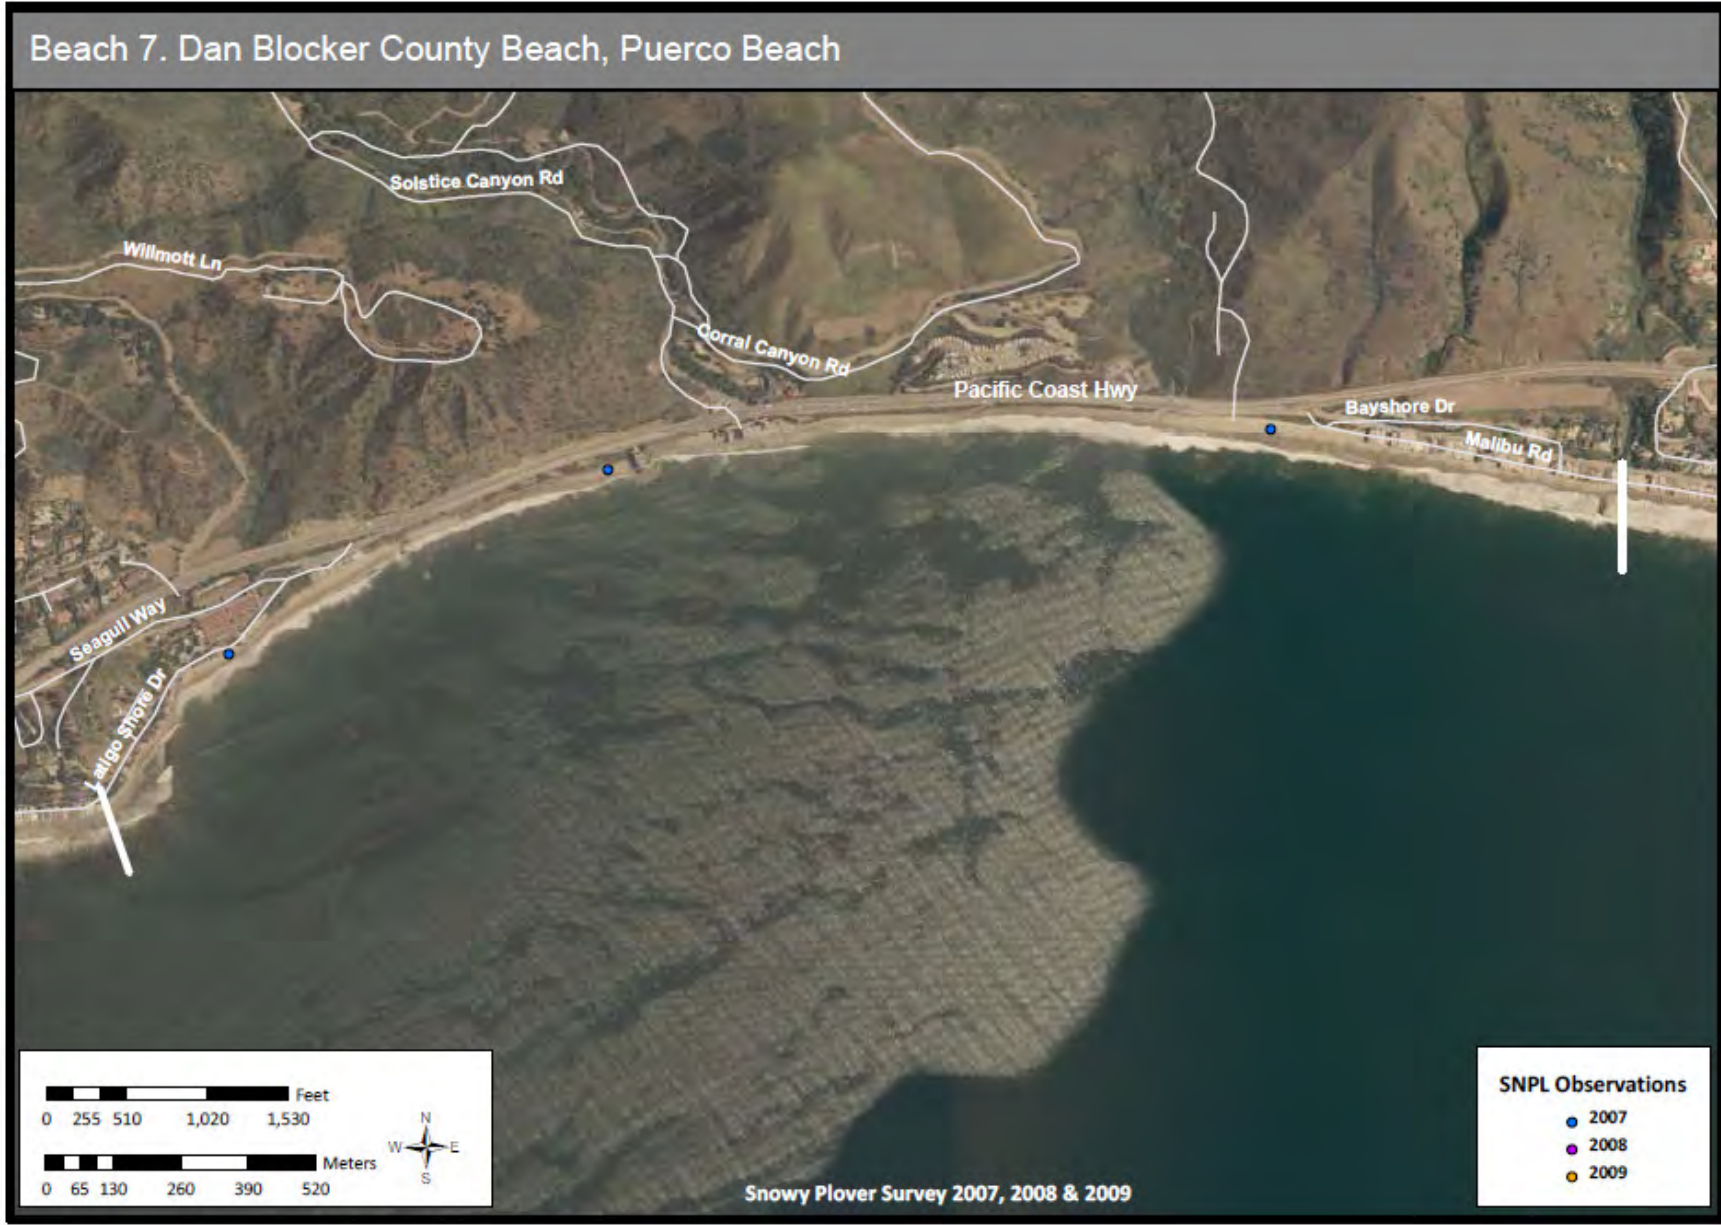 Beach 7. Dan Blocker County Beach, Puerco Beach
Solstice Canyon Rd
Willmott Ln
Corral Canyon Rd
Pacific Coast Hwy
Bayshore Dr
Malibu Rd
Seagull Way
Latigo Shore Dr
Feet
0 255 510 1,020 1,530
N
W E
S
Meters
0 65 130 260 390 520
Snowy Plover Survey 2007, 2008 & 2009
SNPL Observations
2007
2008
2009